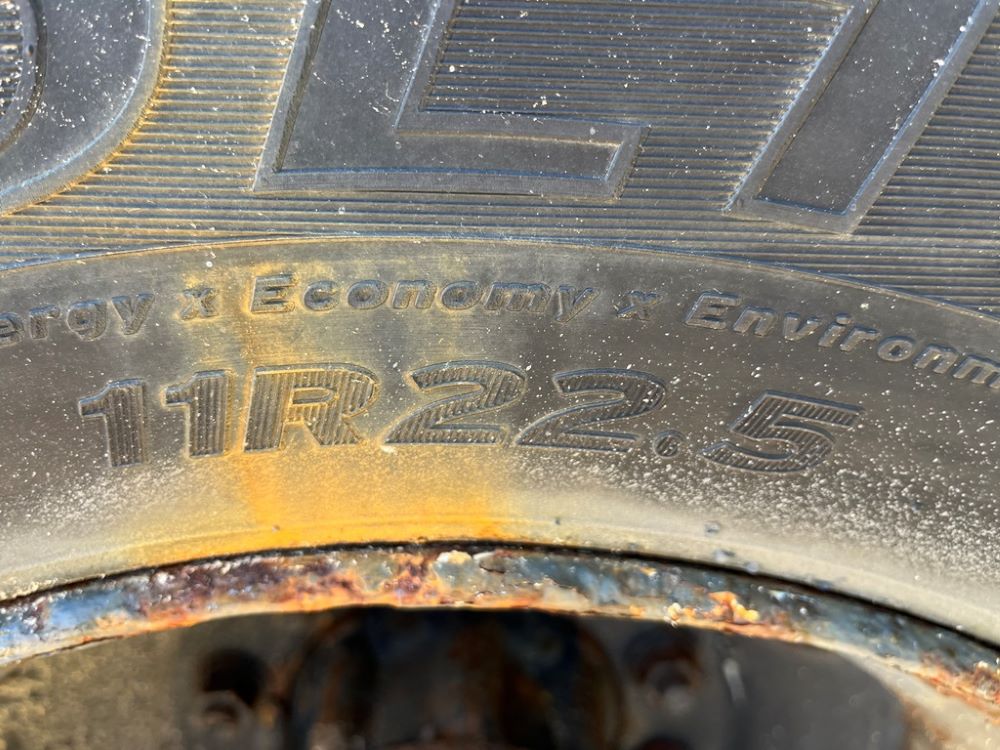 ergy x Economy x Environm
11R22.5